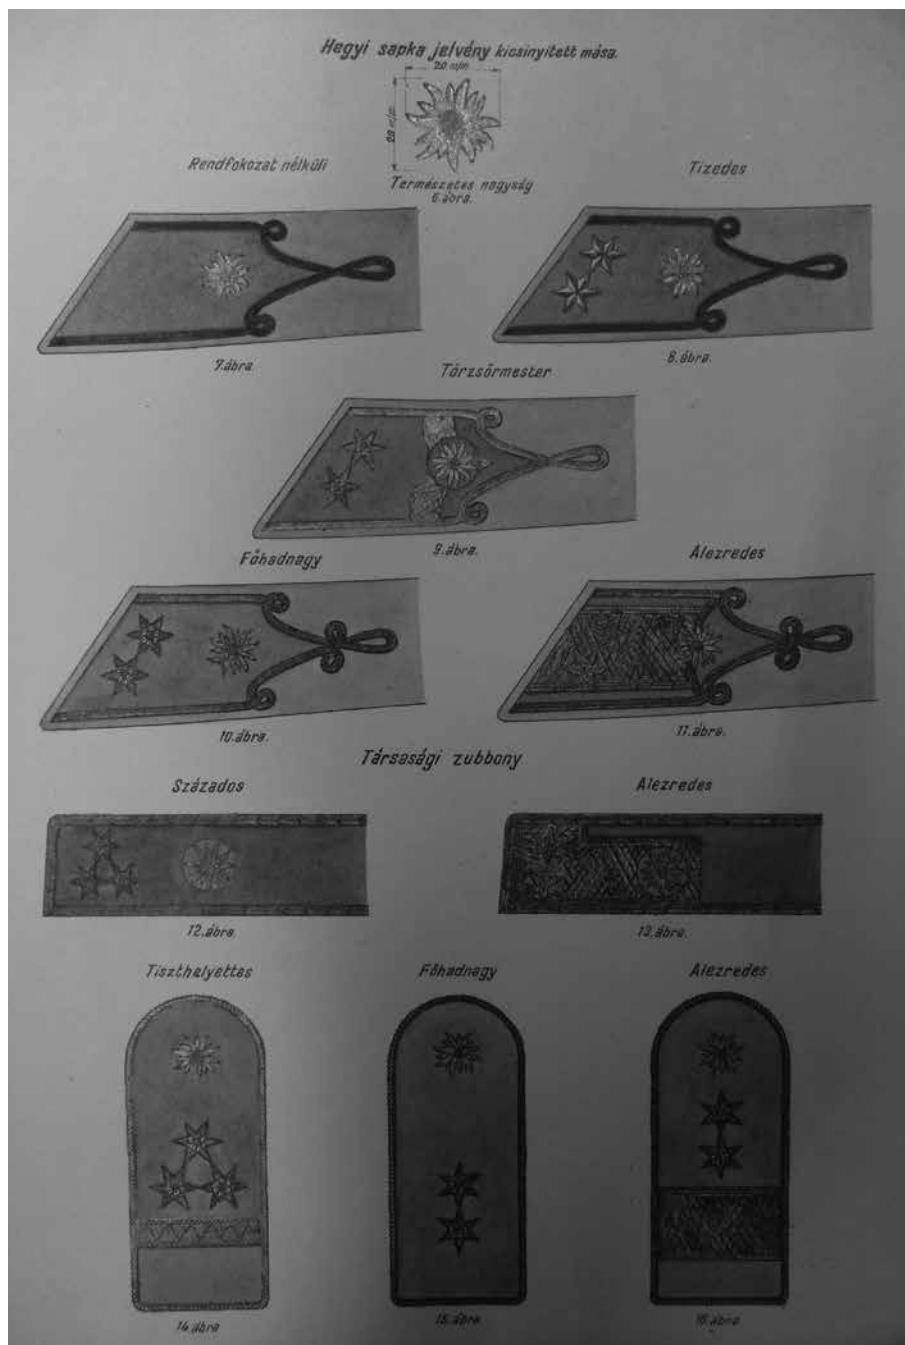 Hegyi sapka jelvény kicsinyített mása.
20 m/m
20 m/m
Természetes nagyság
6.ábra.
Rendfokozat nélküli
Tizedes
7.ábra
8.ábra.
Törzsőrmester
9.ábra.
Főhadnagy
Alezredes
10.ábra.
11.ábra.
Társasági zubbony
Százados
Alezredes
12.ábra.
13.ábra.
Tiszthelyettes
Főhadnagy
Alezredes
14.ábra
15.ábra
16.ábra